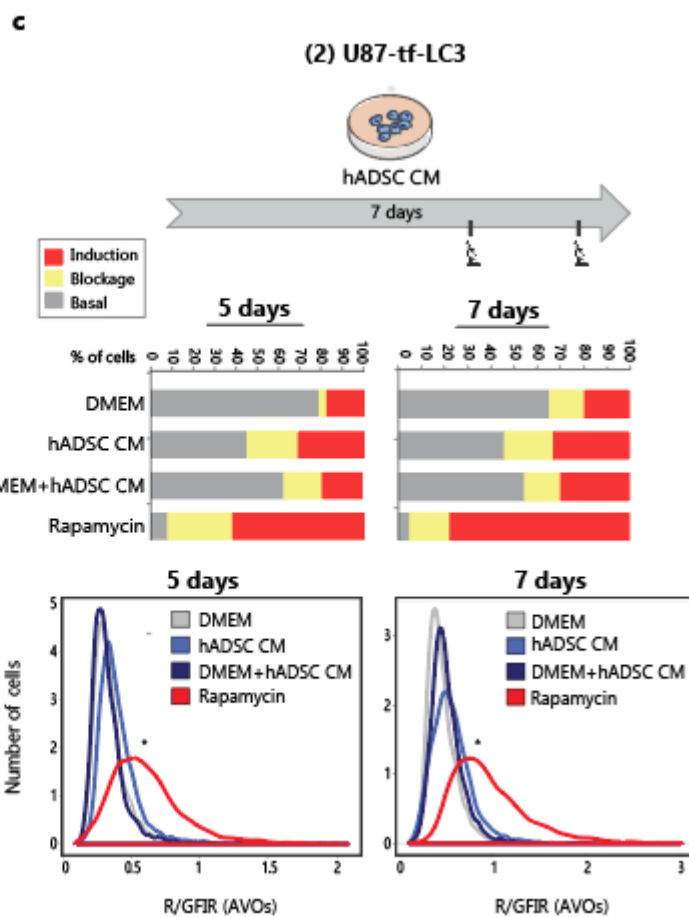 c
(2) U87-tf-LC3
hADSC CM
7 days
Induction
Blockage
Basal
5 days
7 days
% of cells
0 10 20 30 40 50 60 70 80 90 100
0 10 20 30 40 50 60 70 80 90 100
DMEM
hADSC CM
MEM+hADSC CM
Rapamycin
5 days
7 days
Number of cells
5
4
3
2
1
0
DMEM
hADSC CM
DMEM+hADSC CM
Rapamycin
*
0 0.5 1 1.5 2
R/GFIR (AVOs)
3
2
1
0
DMEM
hADSC CM
DMEM+hADSC CM
Rapamycin
*
0 1 2 3
R/GFIR (AVOs)